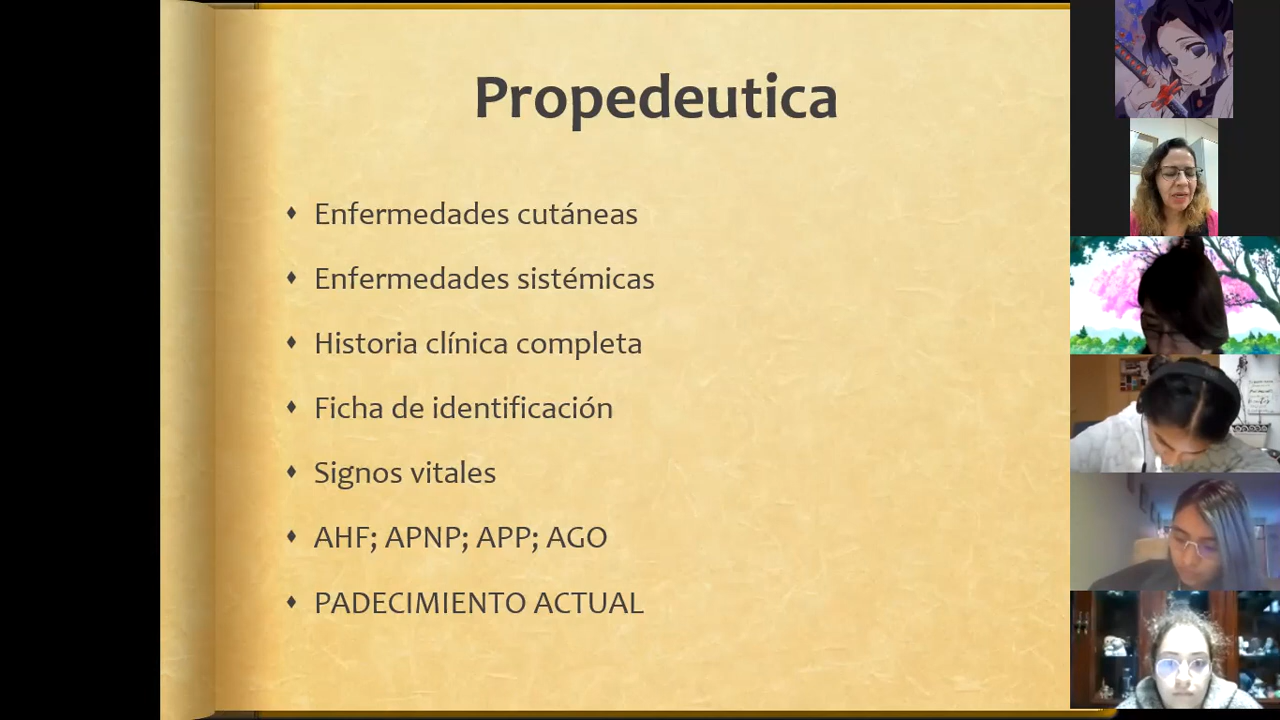 Propedeutica
Enfermedades cutáneas
Enfermedades sistémicas
Historia clínica completa
Ficha de identificación
Signos vitales
AHF; APNP; APP; AGO
PADECIMIENTO ACTUAL